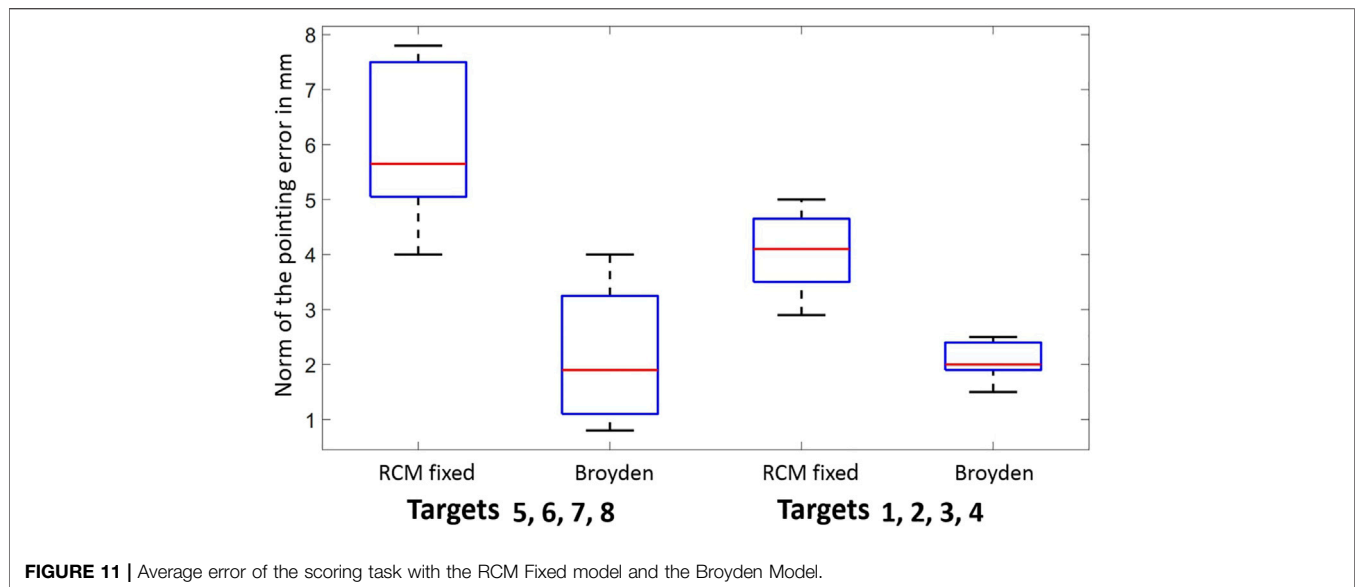 Norm of the pointing error in mm
8
7
6
5
4
3
2
1
RCM fixed Broyden RCM fixed Broyden
Targets 5, 6, 7, 8 Targets 1, 2, 3, 4
FIGURE 11 | Average error of the scoring task with the RCM Fixed model and the Broyden Model.